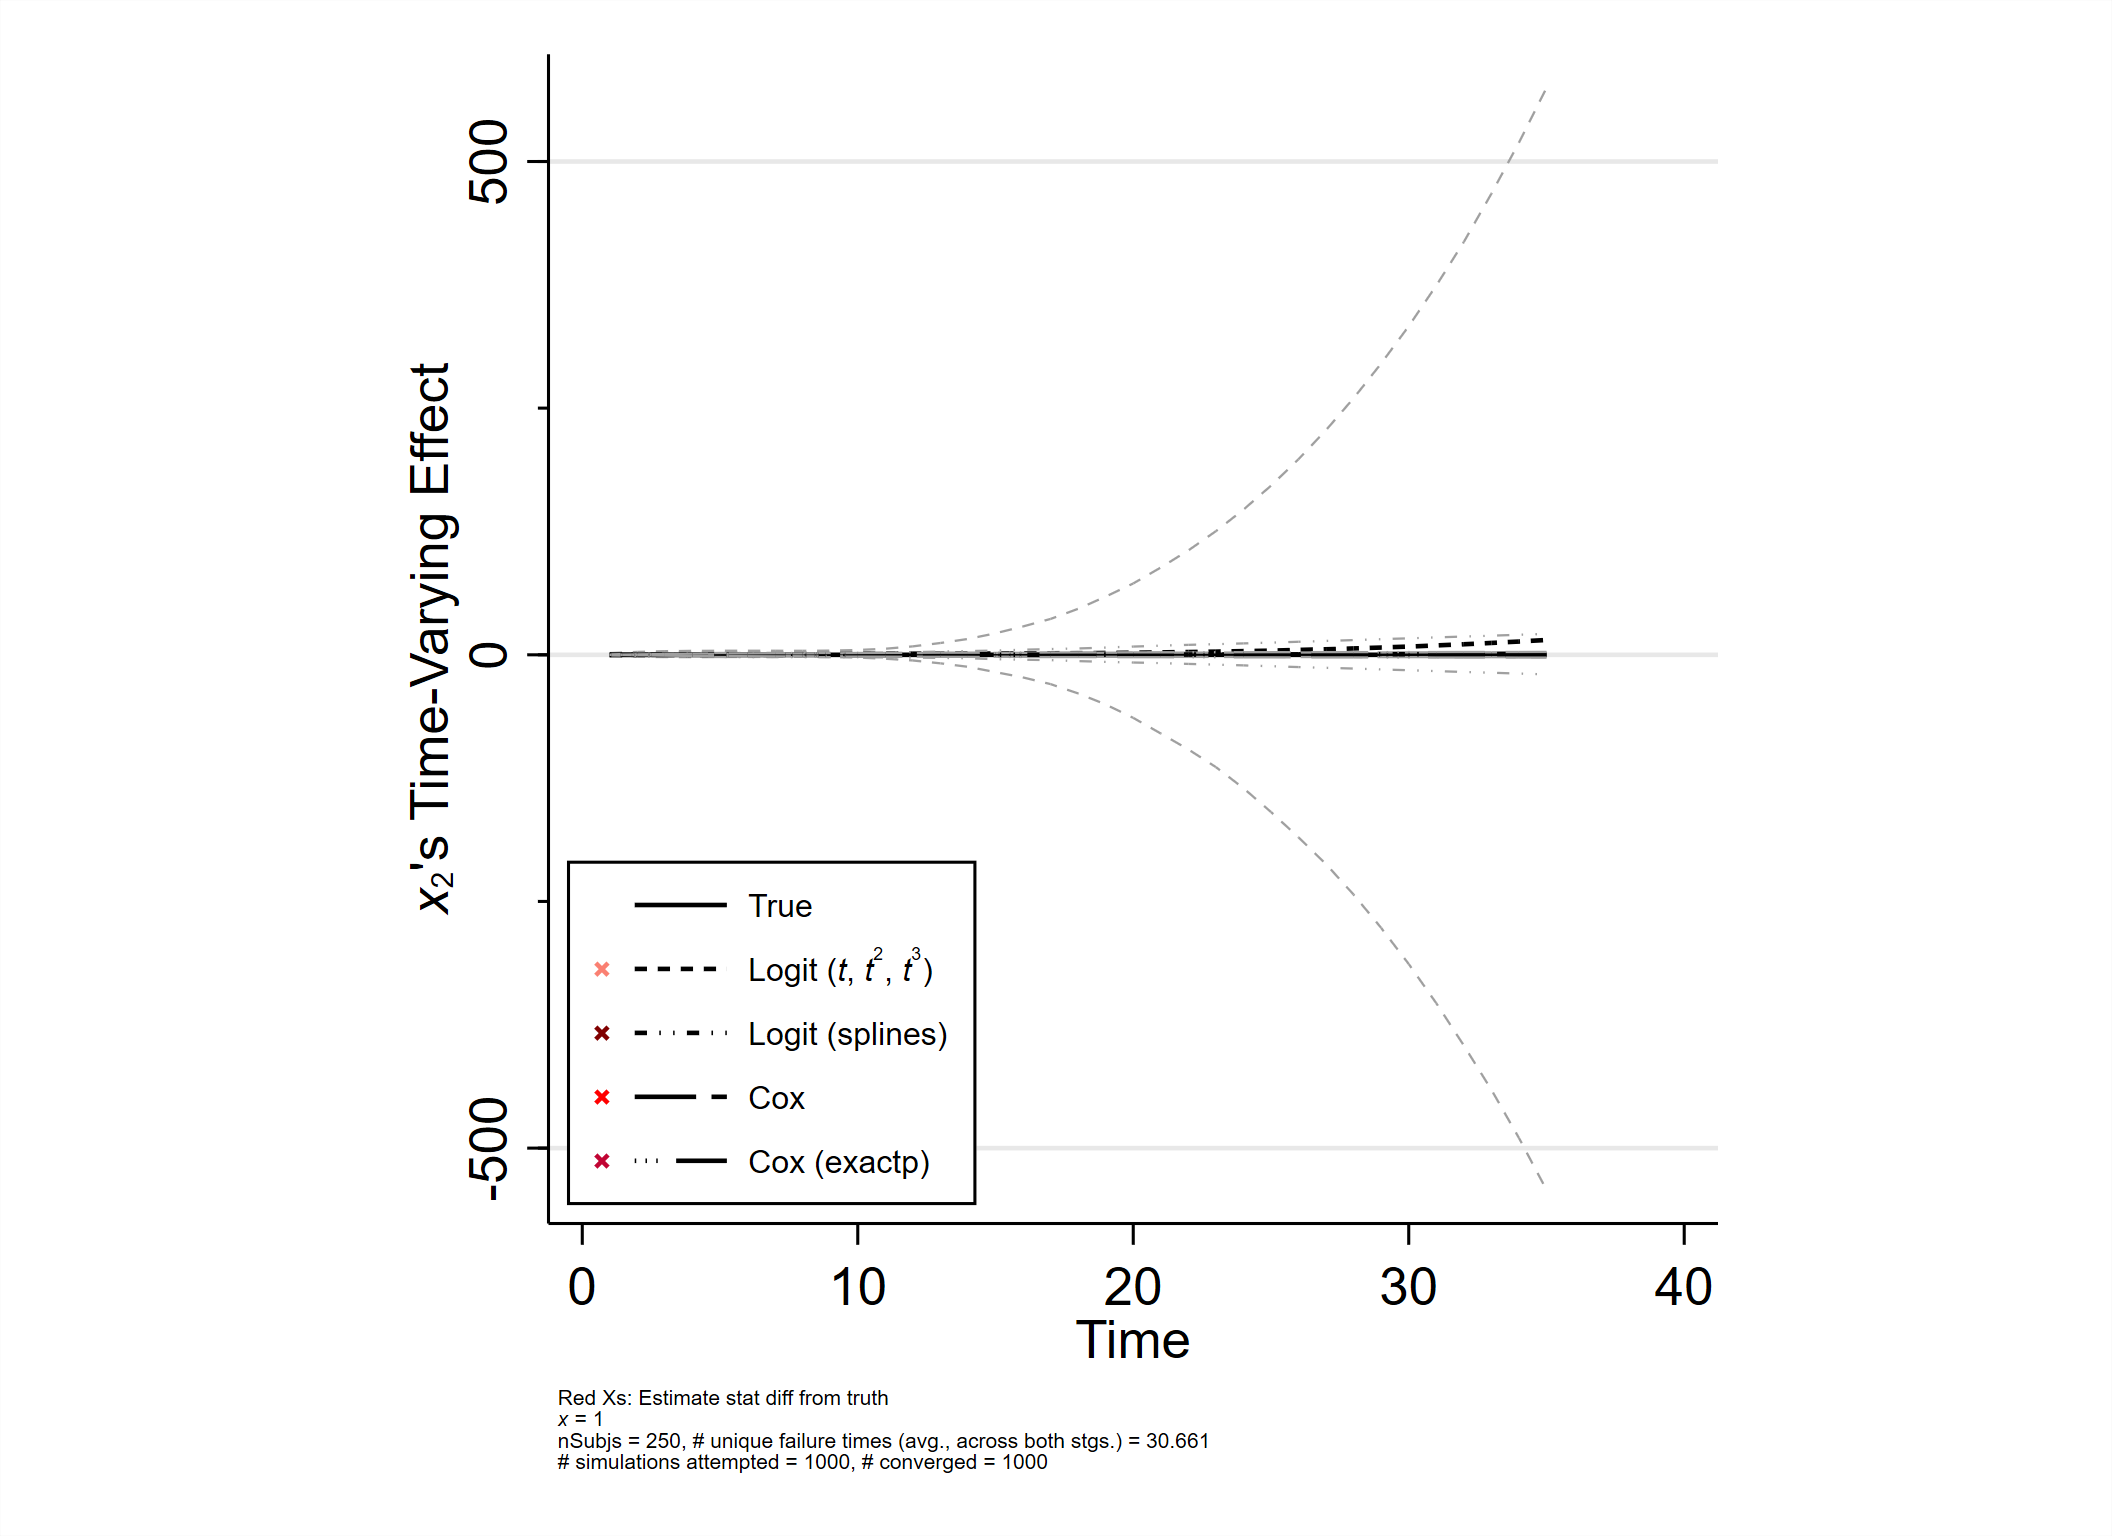 x₂'s Time-Varying Effect
500
0
-500
True
Logit (t, t², t³)
Logit (splines)
Cox
Cox (exactp)
0 10 20 30 40
Time
Red Xs: Estimate stat diff from truth
x = 1
nSubjs = 250, # unique failure times (avg., across both stgs.) = 30.661
# simulations attempted = 1000, # converged = 1000